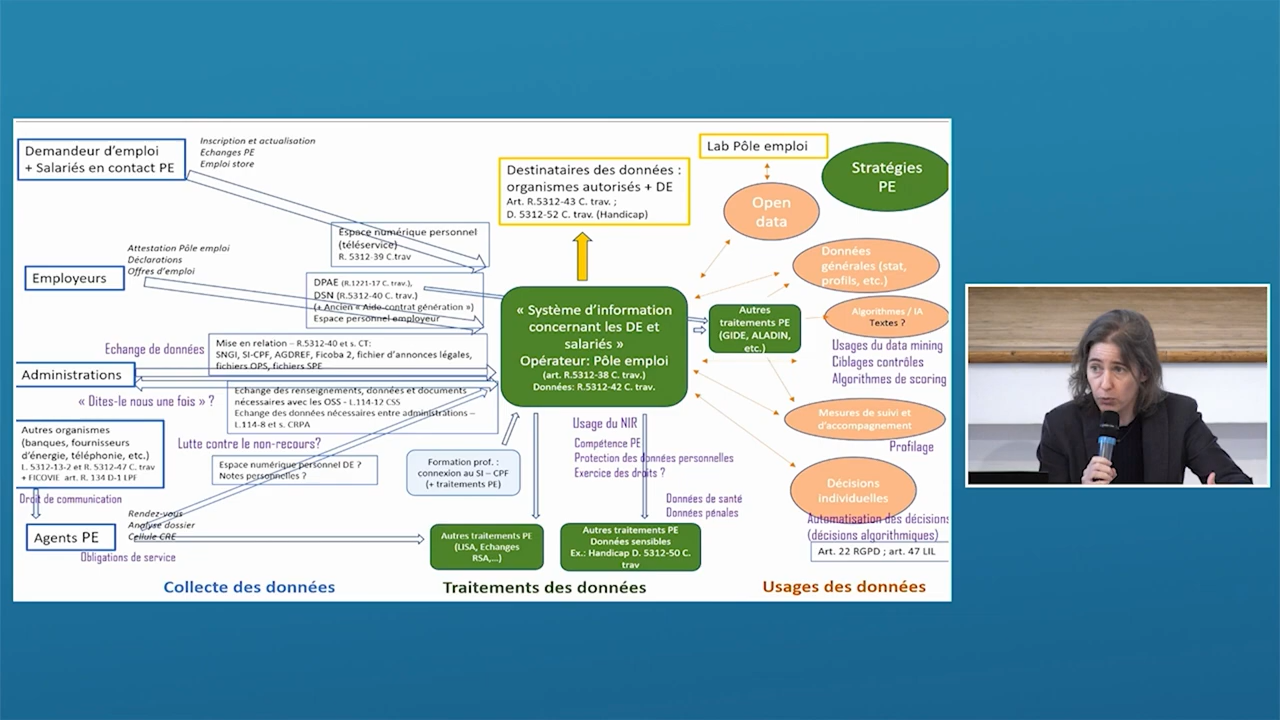 Demandeur d'emploi
+ Salariés en contact PE
Inscription et actualisation
Echanges PE
Emploi store
Espace numérique personnel
(téléservice)
R. 5312-39 C.trav
Attestation Pôle emploi
Déclarations
Offres d'emploi
Employeurs
DPAE (R.1221-17 C. trav.),
DSN (R.5312-40 C. trav.)
(+ Ancien « Aide-contrat génération »)
Espace personnel employeur
Echange de données
Mise en relation – R.5312-40 et s. CT:
SNGI, SI-CPF, AGDREF, Ficoba 2, fichier d'annonces légales,
fichiers OPS, fichiers SPE
Administrations
« Dites-le nous une fois » ?
Echange des renseignements, données et documents
nécessaires avec les OSS - L.114-12 CSS
Echange des données nécessaires entre administrations –
L.114-8 et s. CRPA
Autres organismes
(banques, fournisseurs
d'énergie, téléphonie, etc.)
L. 5312-13-2 et R. 5312-47 C. trav
+ FICOVIE art. R. 134 D-1 LPF
Lutte contre le non-recours?
Espace numérique personnel DE ?
Notes personnelles ?
Droit de communication
Rendez-vous
Analyse dossier
Cellule CRE
Agents PE
Obligations de service
Collecte des données
Destinataires des données :
organismes autorisés + DE
Art. R.5312-43 C. trav. ;
D. 5312-52 C. trav. (Handicap)
« Système d'information
concernant les DE et
salariés »
Opérateur: Pôle emploi
(art. R.5312-38 C. trav.)
Données: R.5312-42 C. trav.
Autres
traitements PE
(GIDE, ALADIN,
etc.)
Usage du NIR
Compétence PE
Protection des données personnelles
Exercice des droits ?
Formation prof. :
connexion au SI – CPF
(+ traitements PE)
Données de santé
Données pénales
Autres traitements PE
(LISA, Echanges
RSA,...)
Autres traitements PE
Données sensibles
Ex.: Handicap D. 5312-50 C.
trav
Traitements des données
Lab Pôle emploi
Stratégies
PE
Open
data
Données
générales (stat,
profils, etc.)
Algorithmes / IA
Textes ?
Usages du data mining
Ciblages contrôles
Algorithmes de scoring
Mesures de suivi et
d'accompagnement
Profilage
Décisions
individuelles
Automatisation des décisions
(décisions algorithmiques)
Art. 22 RGPD ; art. 47 LIL
Usages des données